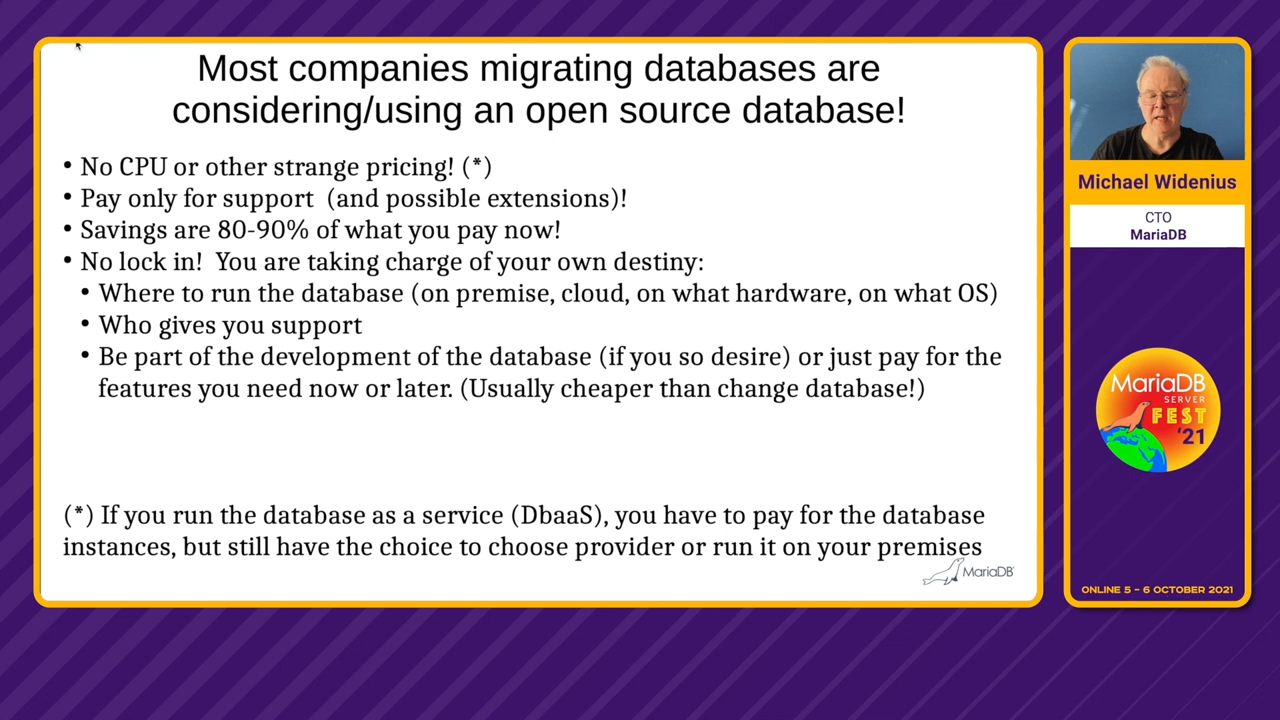 Most companies migrating databases are
considering/using an open source database!
• No CPU or other strange pricing! (*)
• Pay only for support  (and possible extensions)!
• Savings are 80-90% of what you pay now!
• No lock in!  You are taking charge of your own destiny:
• Where to run the database (on premise, cloud, on what hardware, on what OS)
• Who gives you support
• Be part of the development of the database (if you so desire) or just pay for the
features you need now or later. (Usually cheaper than change database!)
(*) If you run the database as a service (DbaaS), you have to pay for the database
instances, but still have the choice to choose provider or run it on your premises
MariaDB
Michael Widenius
CTO
MariaDB
MariaDB
SERVER
FEST
'21
ONLINE 5 – 6 OCTOBER 2021